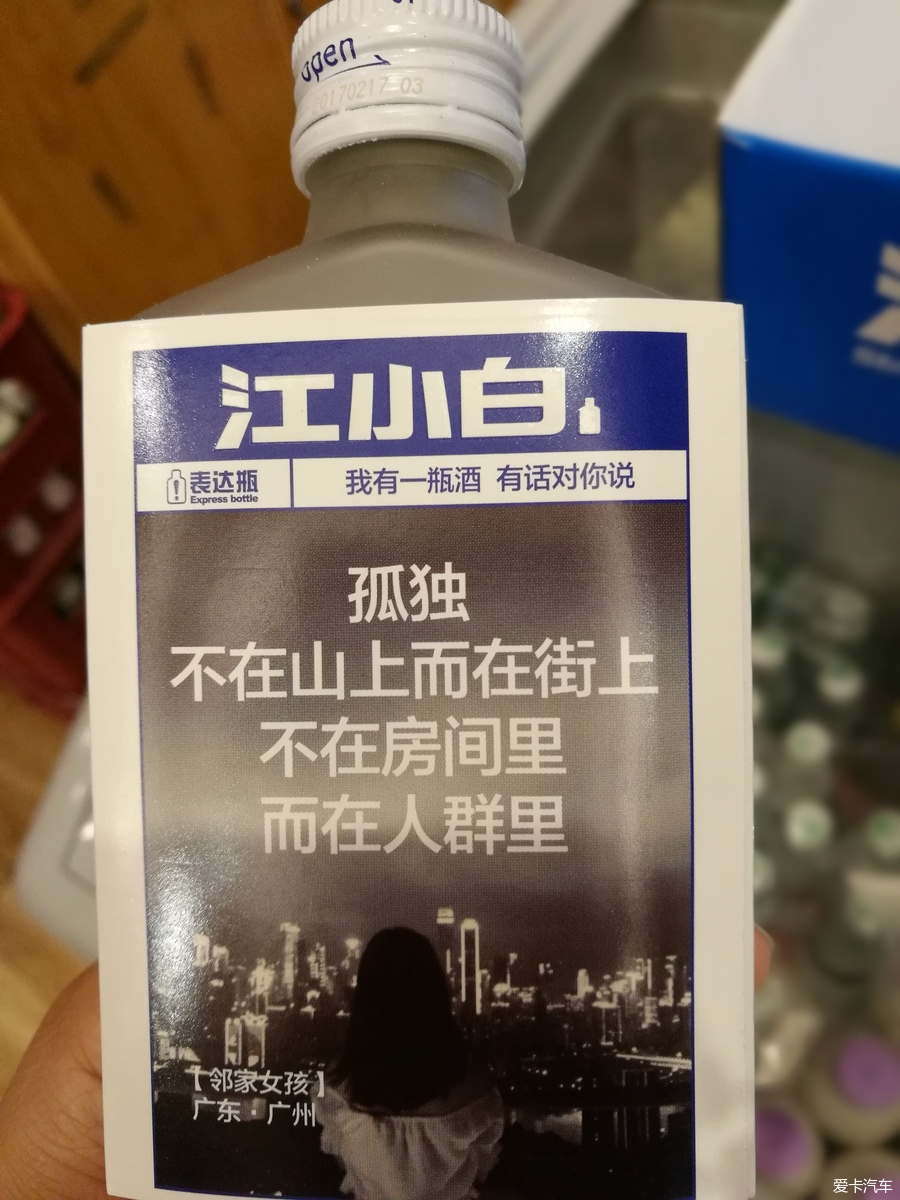 open
20170217 03
江小白
表达瓶
Express bottle
我有一瓶酒 有话对你说
孤独
不在山上而在街上
不在房间里
而在人群里
【邻家女孩】
广东·广州
爱卡汽车